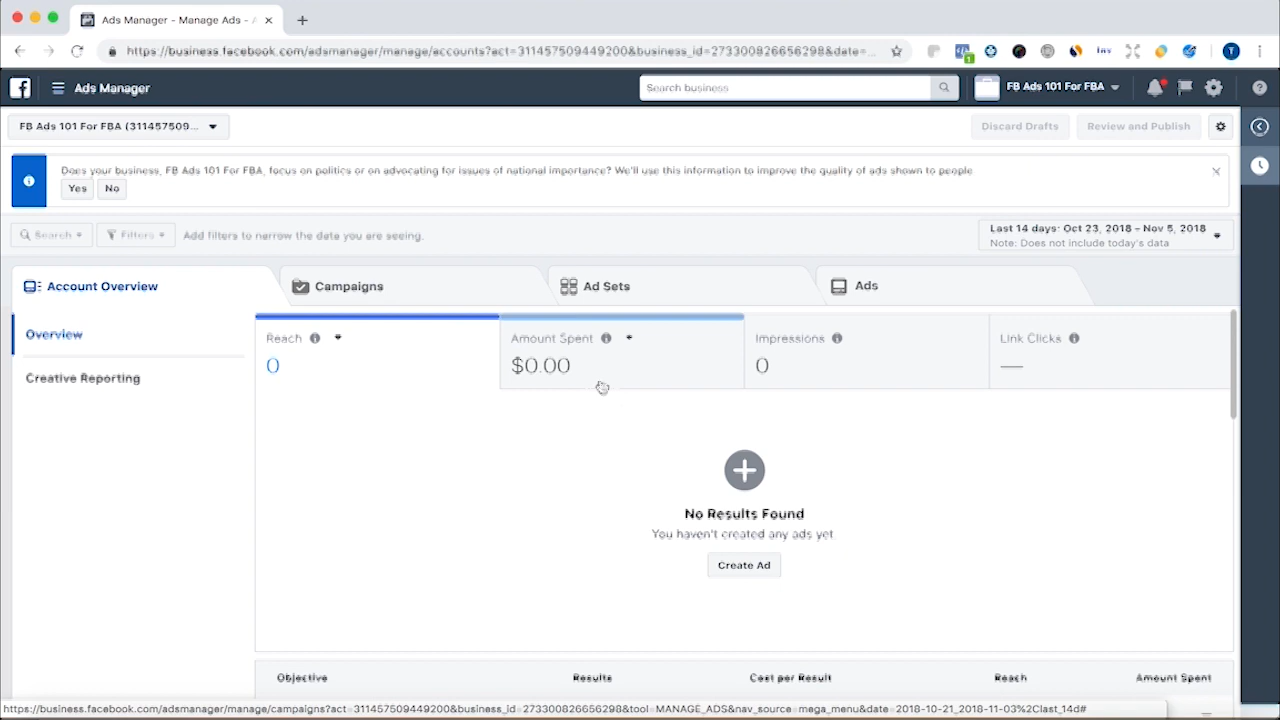 Ads Manager - Manage Ads - A
https://business.facebook.com/adsmanager/manage/accounts?act=311457509449200&business_id=273300826656298&date=...
1
Inv
T
Ads Manager
Search business
FB Ads 101 For FBA
FB Ads 101 For FBA (311457509...
Discard Drafts
Review and Publish
Does your business, FB Ads 101 For FBA, focus on politics or on advocating for issues of national importance? We'll use this information to improve the quality of ads shown to people
Yes
No
Search
Filters
Add filters to narrow the data you are seeing.
Last 14 days: Oct 23, 2018 – Nov 5, 2018
Note: Does not include today's data
Account Overview
Campaigns
Ad Sets
Ads
Overview
Creative Reporting
Reach
0
Amount Spent
$0.00
Impressions
0
Link Clicks
—
No Results Found
You haven't created any ads yet.
Create Ad
Objective
Results
Cost per Result
Reach
Amount Spent
https://business.facebook.com/adsmanager/manage/campaigns?act=311457509449200&business_id=273300826656298&tool=MANAGE_ADS&nav_source=mega_menu&date=2018-10-21_2018-11-03%2Clast_14d#